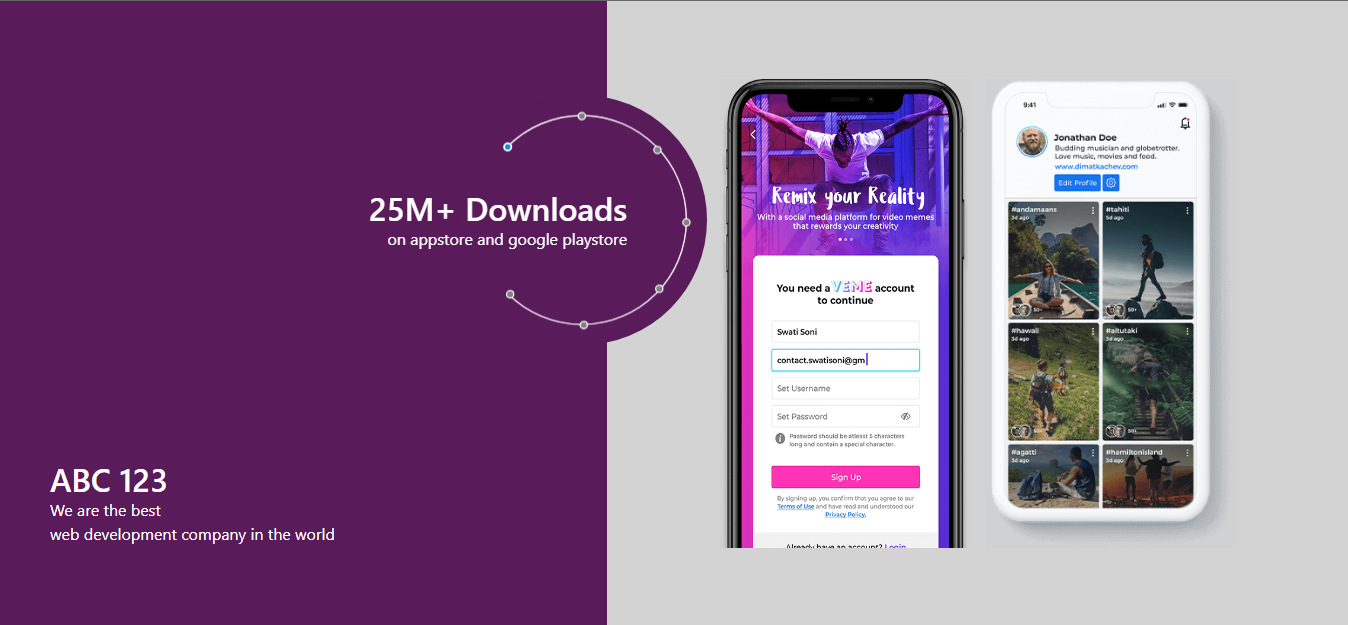 25M+ Downloads
on appstore and google playstore
ABC 123
We are the best
web development company in the world
Remix your Reality
With a social media platform for video memes
that rewards your creativity
You need a VEME account
to continue
Swati Soni
contact.swatisoni@gm
Set Username
Set Password
Password should be atleast 5 characters
long and contain a special character.
Sign Up
By signing up, you confirm that you agree to our
Terms of Use and have read and understood our
Privacy Policy.
Already have an account? Login
9:41
Jonathan Doe
Budding musician and globetrotter.
Love music, movies and food.
www.dimatkachev.com
Edit Profile
#andamaans
3d ago
50+
#tahiti
5d ago
50+
#hawaii
3d ago
50+
#aitutaki
3d ago
50+
#agatti
3d ago
#hamiltonisland
3d ago